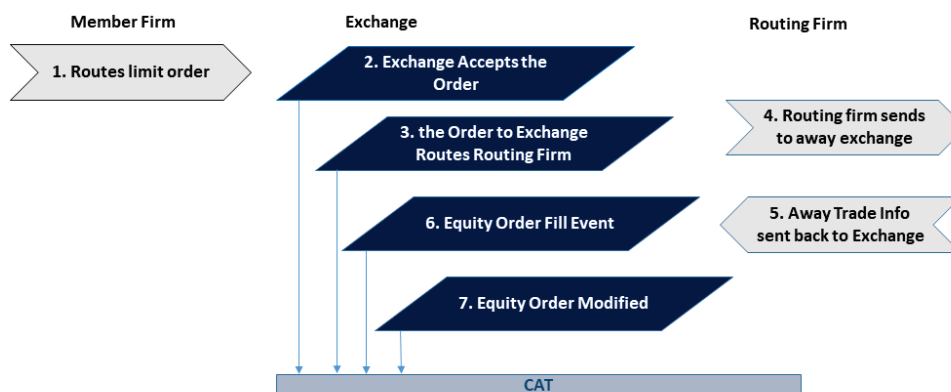 Member Firm
Exchange
Routing Firm
1. Routes limit order
2. Exchange Accepts the
Order
3. the Order to Exchange
Routes Routing Firm
4. Routing firm sends
to away exchange
6. Equity Order Fill Event
5. Away Trade Info
sent back to Exchange
7. Equity Order Modified
CAT